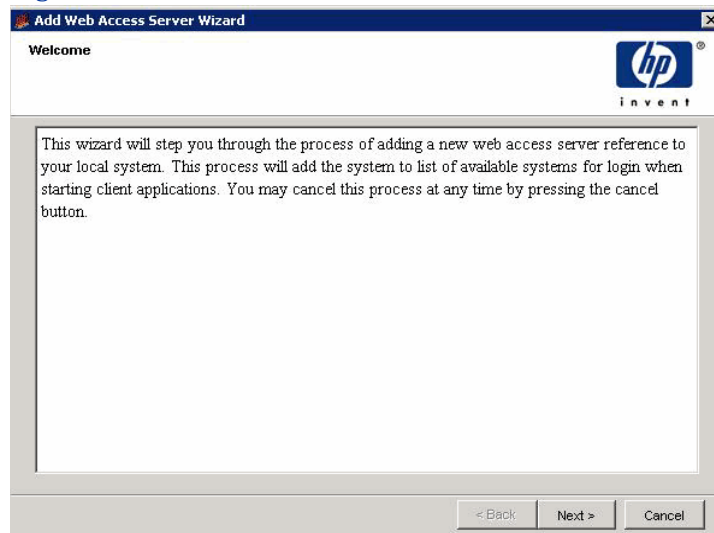 Add Web Access Server Wizard
Welcome
hp
®
invent
This wizard will step you through the process of adding a new web access server reference to
your local system. This process will add the system to list of available systems for login when
starting client applications. You may cancel this process at any time by pressing the cancel
button.
< Back Next > Cancel